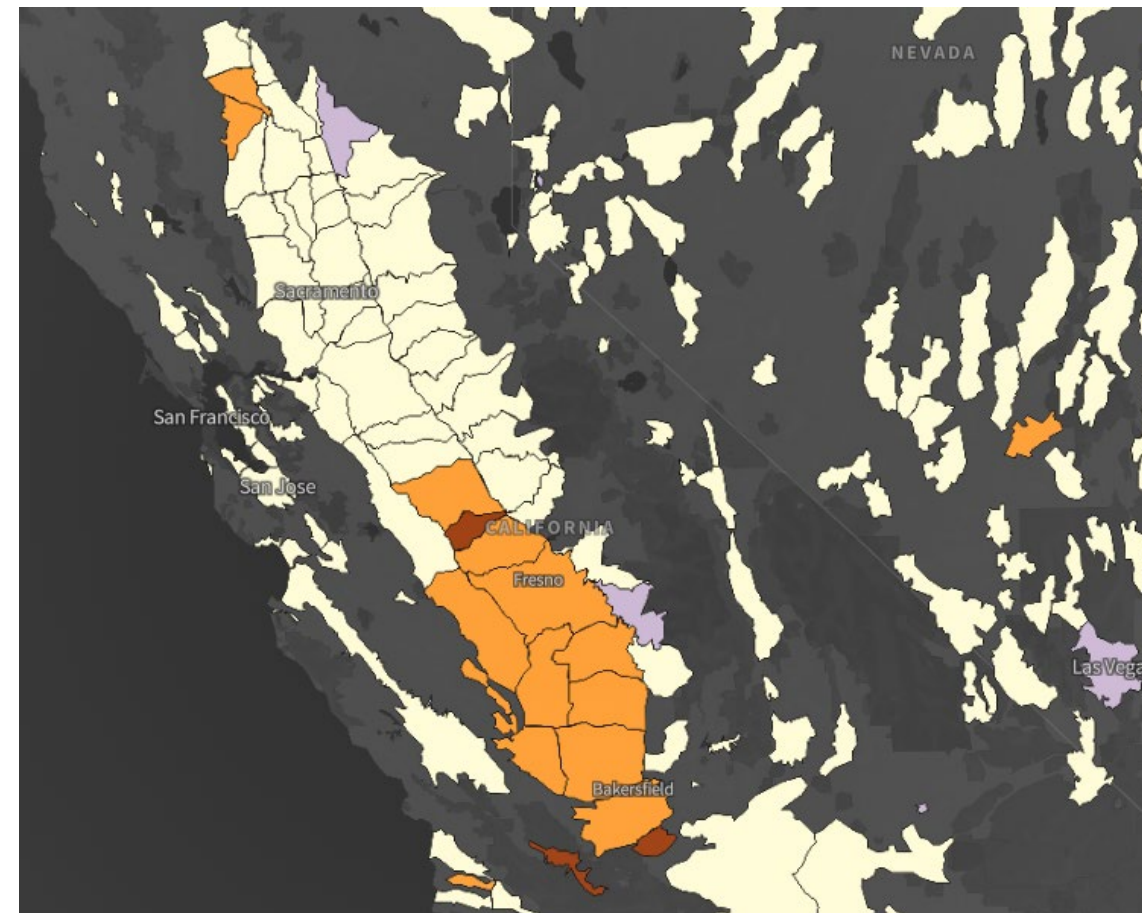 NEVADA
Sacramento
San Francisco
San Jose
CALIFORNIA
Fresno
Las Vega
Bakersfield